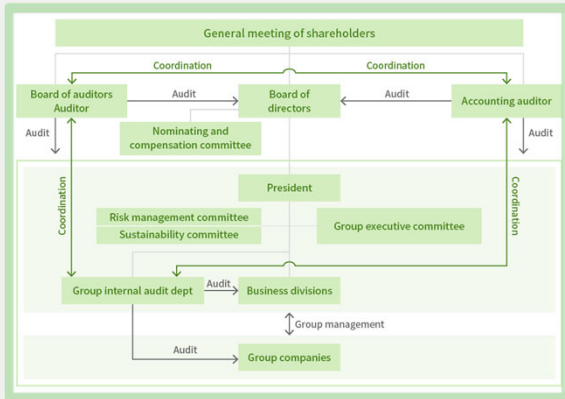 General meeting of shareholders
Coordination
Coordination
Board of auditors
Auditor
Audit
Board of
directors
Audit
Accounting auditor
Audit
Nominating and
compensation committee
Audit
President
Coordination
Coordination
Risk management committee
Sustainability committee
Group executive committee
Group internal audit dept
Audit
Business divisions
Group management
Audit
Group companies